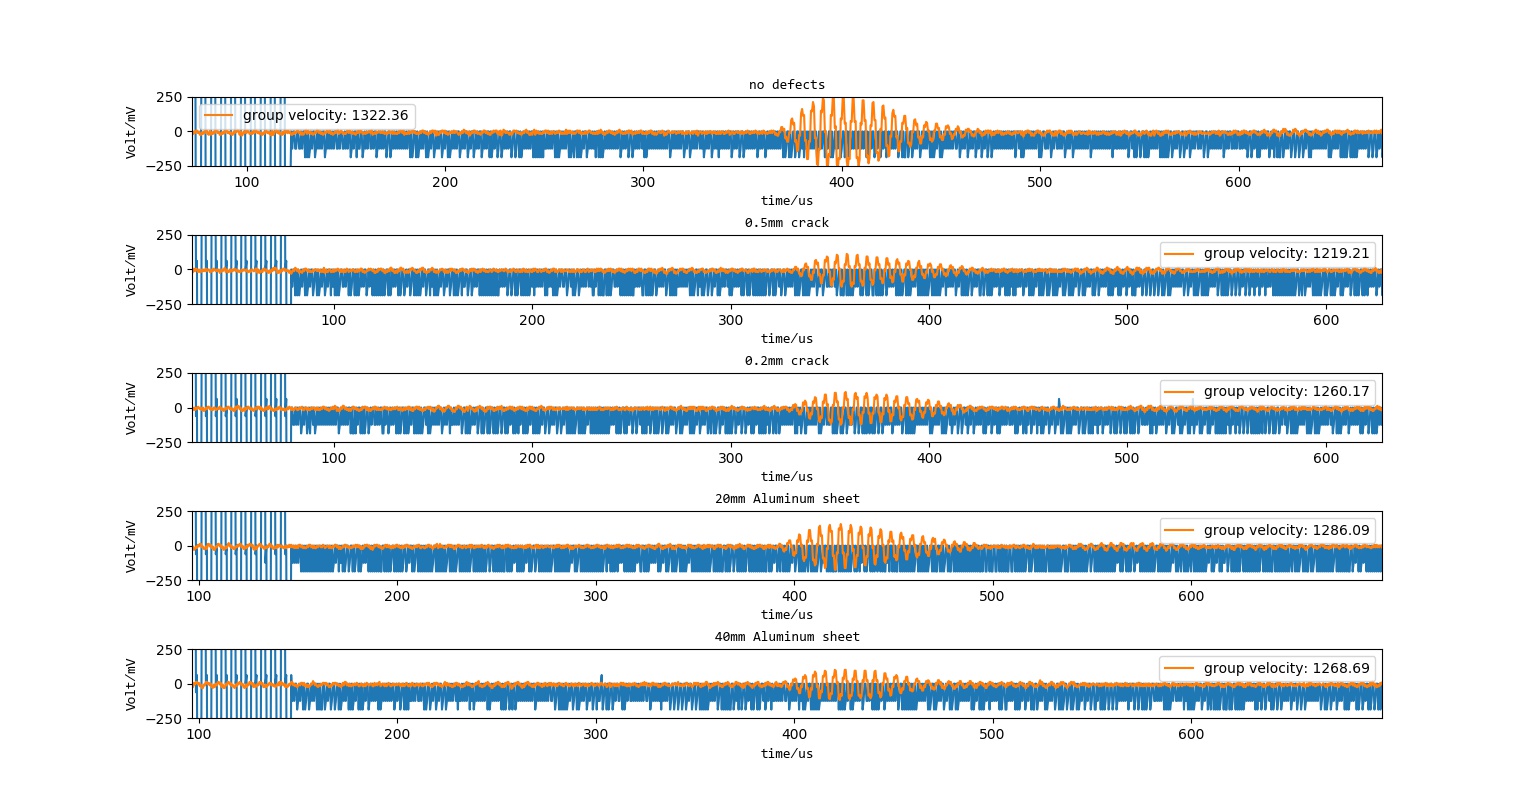 no defects
250
0
−250
Volt/mV
group velocity: 1322.36
100 200 300 400 500 600
time/us
0.5mm crack
250
0
−250
Volt/mV
group velocity: 1219.21
100 200 300 400 500 600
time/us
0.2mm crack
250
0
−250
Volt/mV
group velocity: 1260.17
100 200 300 400 500 600
time/us
20mm Aluminum sheet
250
0
−250
Volt/mV
group velocity: 1286.09
100 200 300 400 500 600
time/us
40mm Aluminum sheet
250
0
−250
Volt/mV
group velocity: 1268.69
100 200 300 400 500 600
time/us